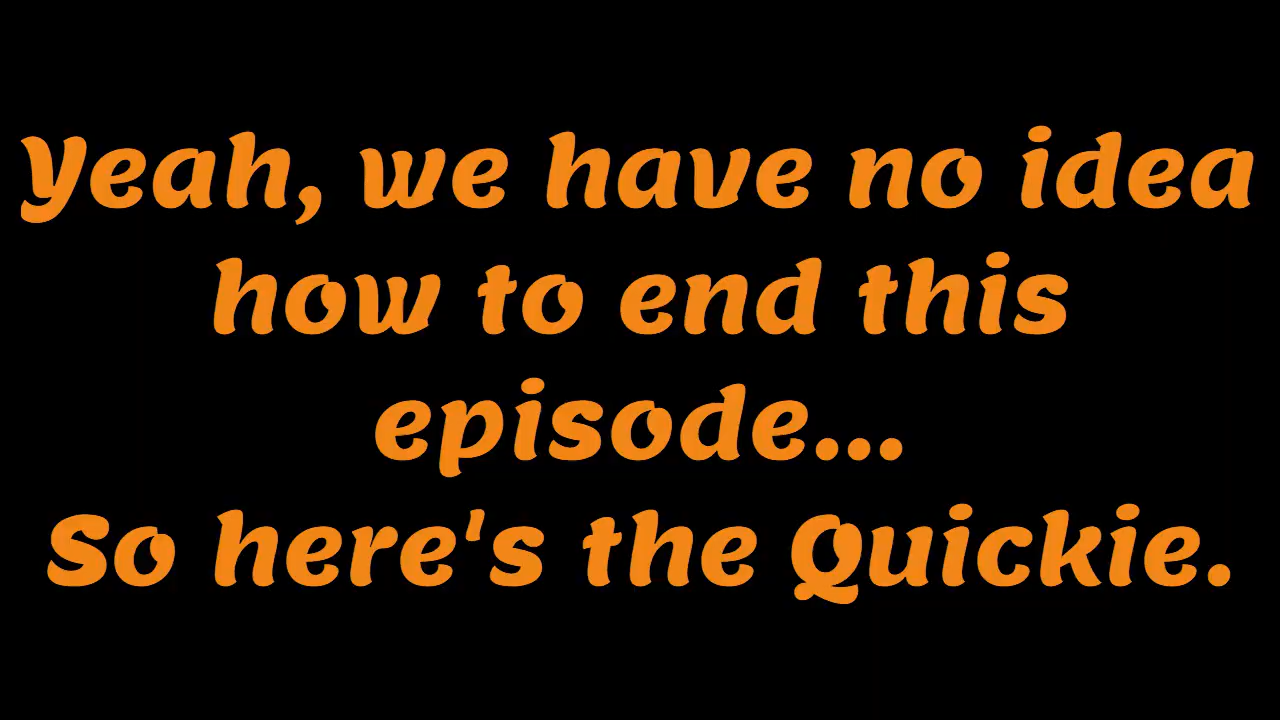 Yeah, we have no idea
how to end this
episode...
So here's the Quickie.